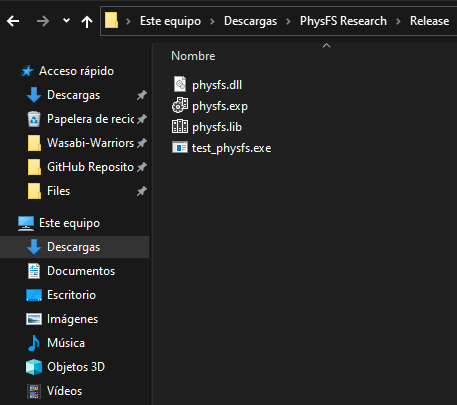 Este equipo > Descargas > PhysFS Research > Release
Nombre
physfs.dll
physfs.exp
physfs.lib
test_physfs.exe
Acceso rápido
Descargas
Papelera de recic
Wasabi-Warriors
GitHub Reposito
Files
Este equipo
Descargas
Documentos
Escritorio
Imágenes
Música
Objetos 3D
Vídeos